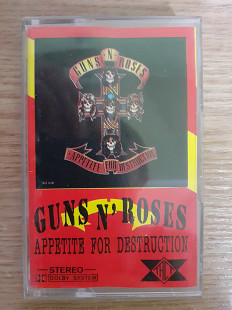 GUNS N' ROSES
APPETITE FOR DESTRUCTION
GUNS N' ROSES
APPETITE FOR DESTRUCTION
STEREO
DOLBY SYSTEM